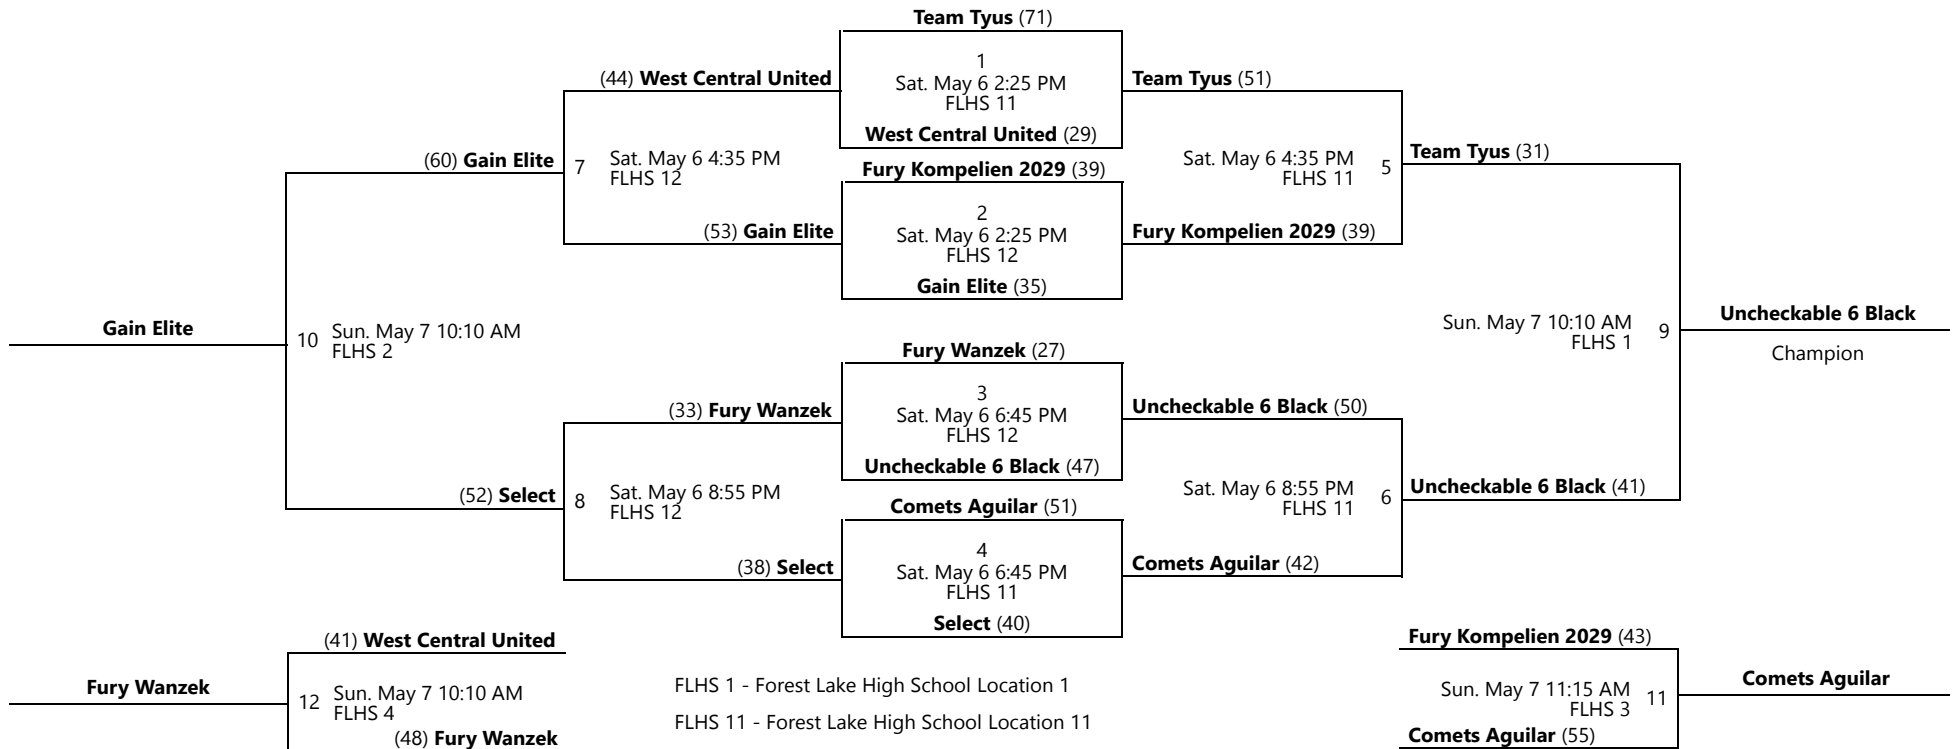 Team Tyus (71)
1
Sat. May 6 2:25 PM
FLHS 11
West Central United (29)
(44) West Central United
Team Tyus (51)
(60) Gain Elite
7
Sat. May 6 4:35 PM
FLHS 12
Sat. May 6 4:35 PM
FLHS 11
5
Team Tyus (31)
Fury Kompelien 2029 (39)
2
Sat. May 6 2:25 PM
FLHS 12
Gain Elite (35)
(53) Gain Elite
Fury Kompelien 2029 (39)
Gain Elite
10
Sun. May 7 10:10 AM
FLHS 2
Sun. May 7 10:10 AM
FLHS 1
9
Uncheckable 6 Black
Champion
Fury Wanzek (27)
3
Sat. May 6 6:45 PM
FLHS 12
Uncheckable 6 Black (47)
(33) Fury Wanzek
Uncheckable 6 Black (50)
(52) Select
8
Sat. May 6 8:55 PM
FLHS 12
Sat. May 6 8:55 PM
FLHS 11
6
Uncheckable 6 Black (41)
Comets Aguilar (51)
4
Sat. May 6 6:45 PM
FLHS 11
Select (40)
(38) Select
Comets Aguilar (42)
(41) West Central United
Fury Wanzek
12
Sun. May 7 10:10 AM
FLHS 4
(48) Fury Wanzek
FLHS 1 - Forest Lake High School Location 1
FLHS 11 - Forest Lake High School Location 11
Fury Kompelien 2029 (43)
Sun. May 7 11:15 AM
FLHS 3
11
Comets Aguilar (55)
Comets Aguilar